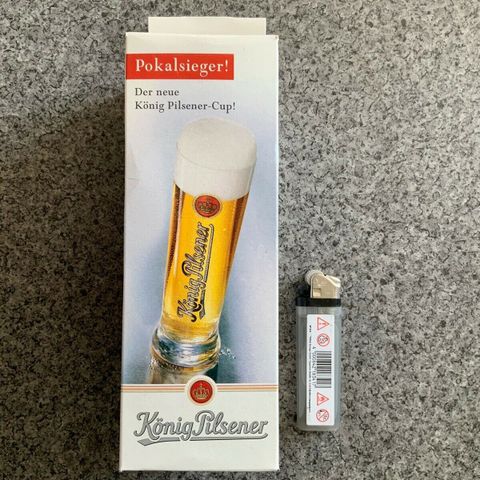 Pokalsieger!
Der neue
König Pilsener-Cup!
König Pilsener
König Pilsener